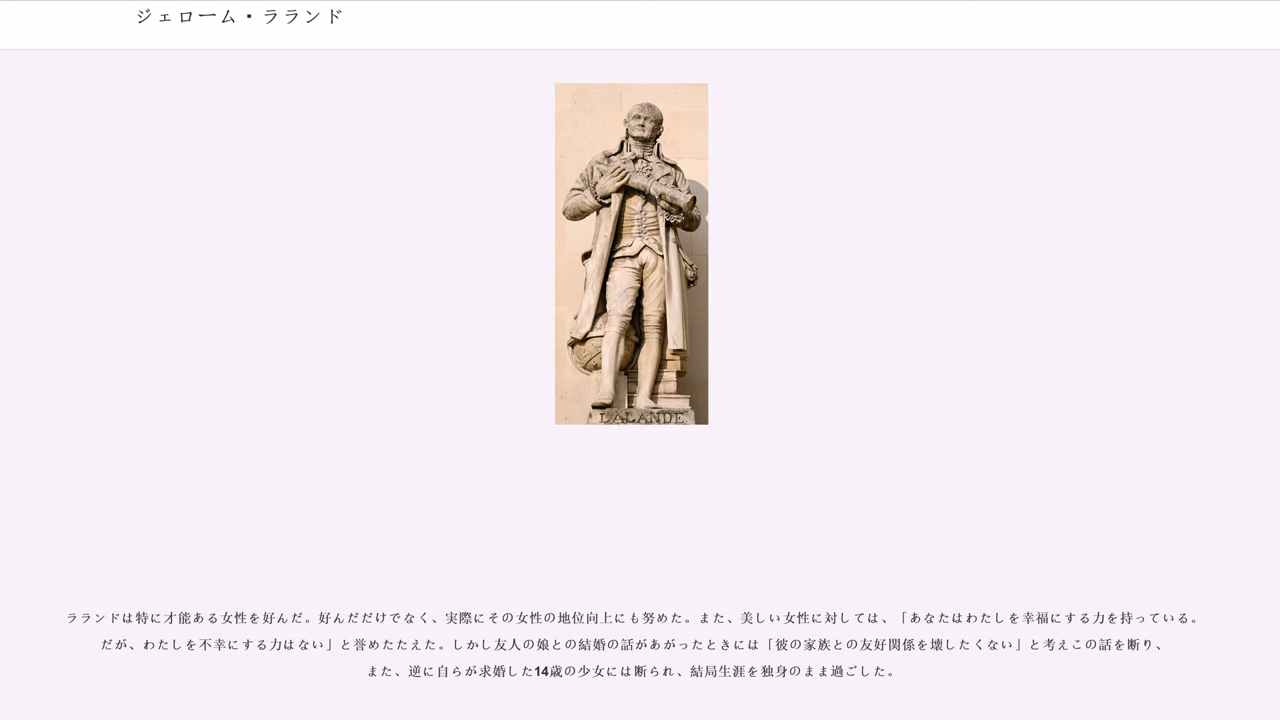 ジェローム・ラランド
LALANDE
ラランドは特に才能ある女性を好んだ。好んだだけでなく、実際にその女性の地位向上にも努めた。また、美しい女性に対しては、「あなたはわたしを幸福にする力を持っている。
だが、わたしを不幸にする力はない」と誉めたたえた。しかし友人の娘との結婚の話があがったときには「彼の家族との友好関係を壊したくない」と考えこの話を断り、
また、逆に自らが求婚した14歳の少女には断られ、結局生涯を独身のまま過ごした。